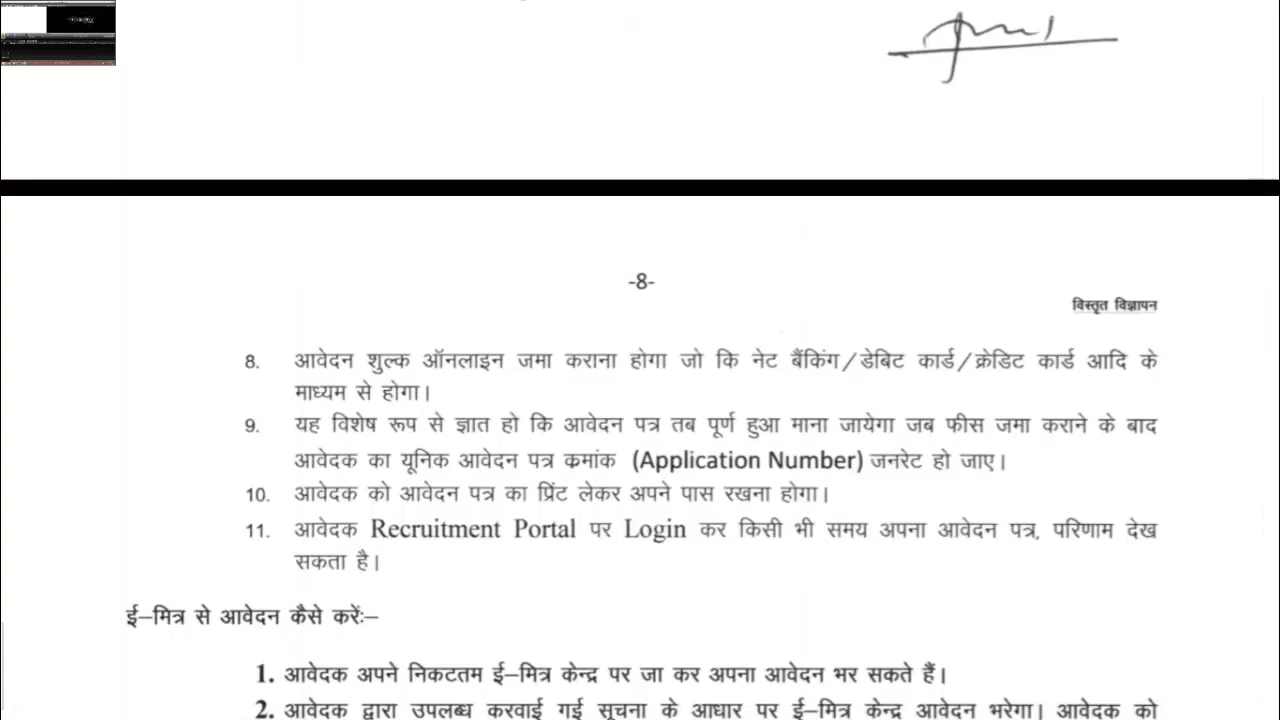 -8-
विस्तृत विज्ञापन
8. आवेदन शुल्क ऑनलाइन जमा कराना होगा जो कि नेट बैंकिंग/डेबिट कार्ड/क्रेडिट कार्ड आदि के
माध्यम से होगा।
9. यह विशेष रूप से ज्ञात हो कि आवेदन पत्र तब पूर्ण हुआ माना जायेगा जब फीस जमा कराने के बाद
आवेदक का यूनिक आवेदन पत्र क्रमांक (Application Number) जनरेट हो जाए।
10. आवेदक को आवेदन पत्र का प्रिंट लेकर अपने पास रखना होगा।
11. आवेदक Recruitment Portal पर Login कर किसी भी समय अपना आवेदन पत्र, परिणाम देख
सकता है।
ई–मित्र से आवेदन कैसे करेंः–
1. आवेदक अपने निकटतम ई–मित्र केन्द्र पर जा कर अपना आवेदन भर सकते हैं।
2. आवेदक द्वारा उपलब्ध करवाई गई सूचना के आधार पर ई–मित्र केन्द्र आवेदन भरेगा। आवेदक को